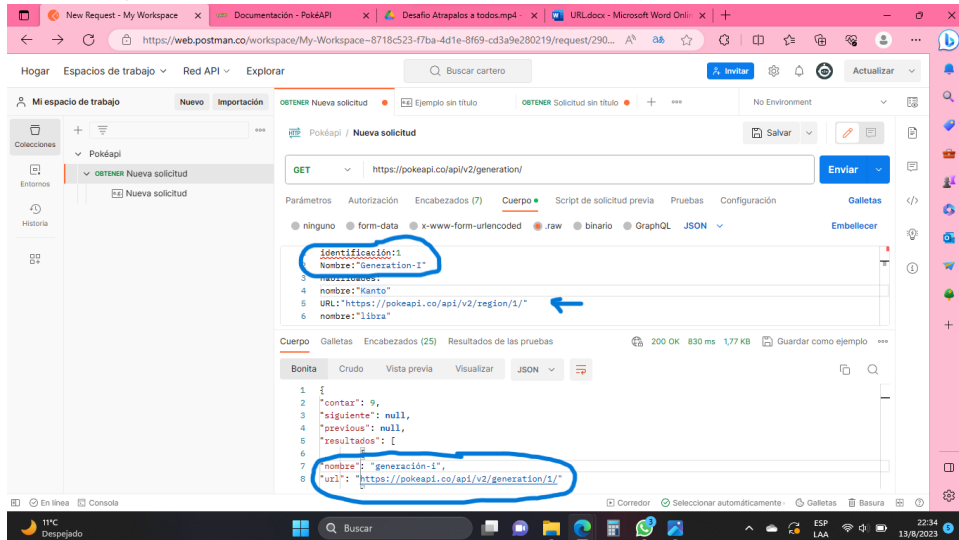 New Request - My Workspace
Documentación - PokéAPI
Desafio Atrapalos a todos.mp4 -
URL.docx - Microsoft Word Onlin
https://web.postman.co/workspace/My-Workspace~8718c523-f7ba-4d1e-8f69-cd3a9e280219/request/290...
Hogar Espacios de trabajo Red API Explorar Buscar cartero Invitar Actualizar
Mi espacio de trabajo Nuevo Importación OBTENER Nueva solicitud Ejemplo sin título OBTENER Solicitud sin título No Environment
Colecciones
Entornos
Historia
Pokéapi
OBTENER Nueva solicitud
Nueva solicitud
HTTP Pokéapi / Nueva solicitud Salvar
GET https://pokeapi.co/api/v2/generation/ Enviar
Parámetros Autorización Encabezados (7) Cuerpo Script de solicitud previa Pruebas Configuración Galletas
ninguno form-data x-www-form-urlencoded raw binario GraphQL JSON Embellecer
identificación:1
Nombre:"Generation-I"
3 habilidades:
4 nombre:"Kanto"
5 URL:"https://pokeapi.co/api/v2/region/1/"
6 nombre:"libra"
Cuerpo Galletas Encabezados (25) Resultados de las pruebas 200 OK 830 ms 1,77 KB Guardar como ejemplo
Bonita Crudo Vista previa Visualizar JSON
1 {
2 "contar": 9,
3 "siguiente": null,
4 "previous": null,
5 "resultados": [
6 {
7 "nombre": "generación-i",
8 "url": "https://pokeapi.co/api/v2/generation/1/"
En línea Consola Corredor Seleccionar automáticamente Galletas Basura
11°C
Despejado
Buscar
3
ESP
LAA
22:34
13/8/2023
5